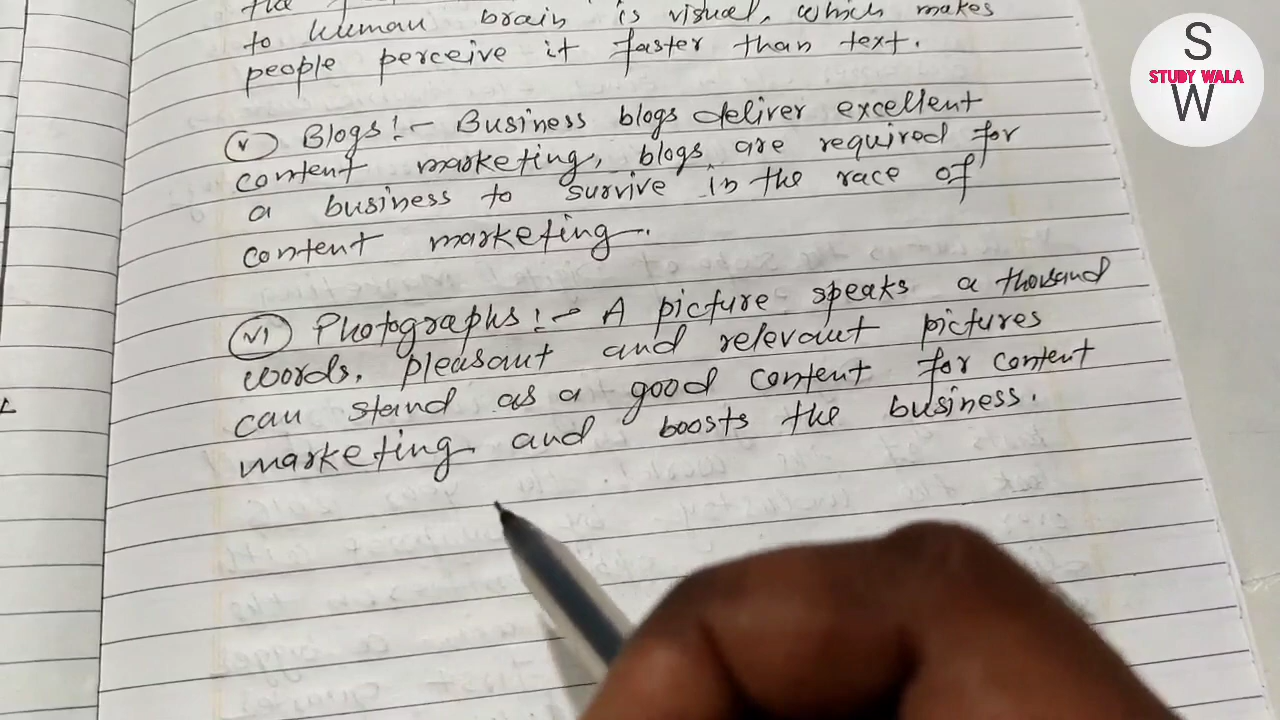 the
to human brain is visual, which makes
people perceive it faster than text.
(v) Blogs:- Business blogs deliver excellent
content marketing, blogs are required for
a business to survive in the race of
content marketing.
(vi) Photographs:- A picture speaks a thousand
words. pleasant and relevant pictures
can stand as a good content for content
marketing and boosts the business.
S
STUDY WALA
W